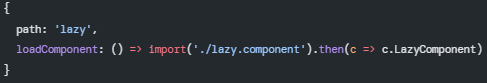 {
  path: 'lazy',
  loadComponent: () => import('./lazy.component').then(c => c.LazyComponent)
}